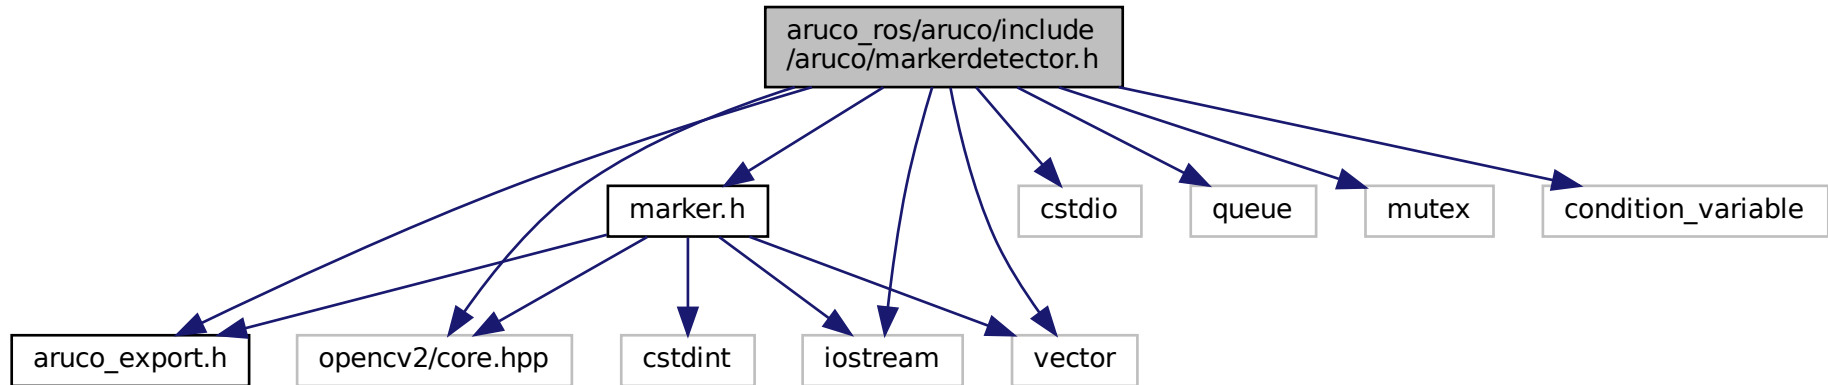 aruco_ros/aruco/include
/aruco/markerdetector.h
marker.h
cstdio
queue
mutex
condition_variable
aruco_export.h
opencv2/core.hpp
cstdint
iostream
vector